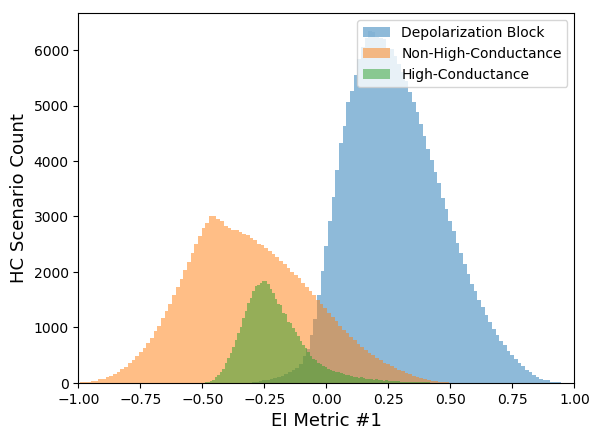 Depolarization Block
Non-High-Conductance
High-Conductance
HC Scenario Count
6000
5000
4000
3000
2000
1000
0
−1.00 −0.75 −0.50 −0.25 0.00 0.25 0.50 0.75 1.00
EI Metric #1